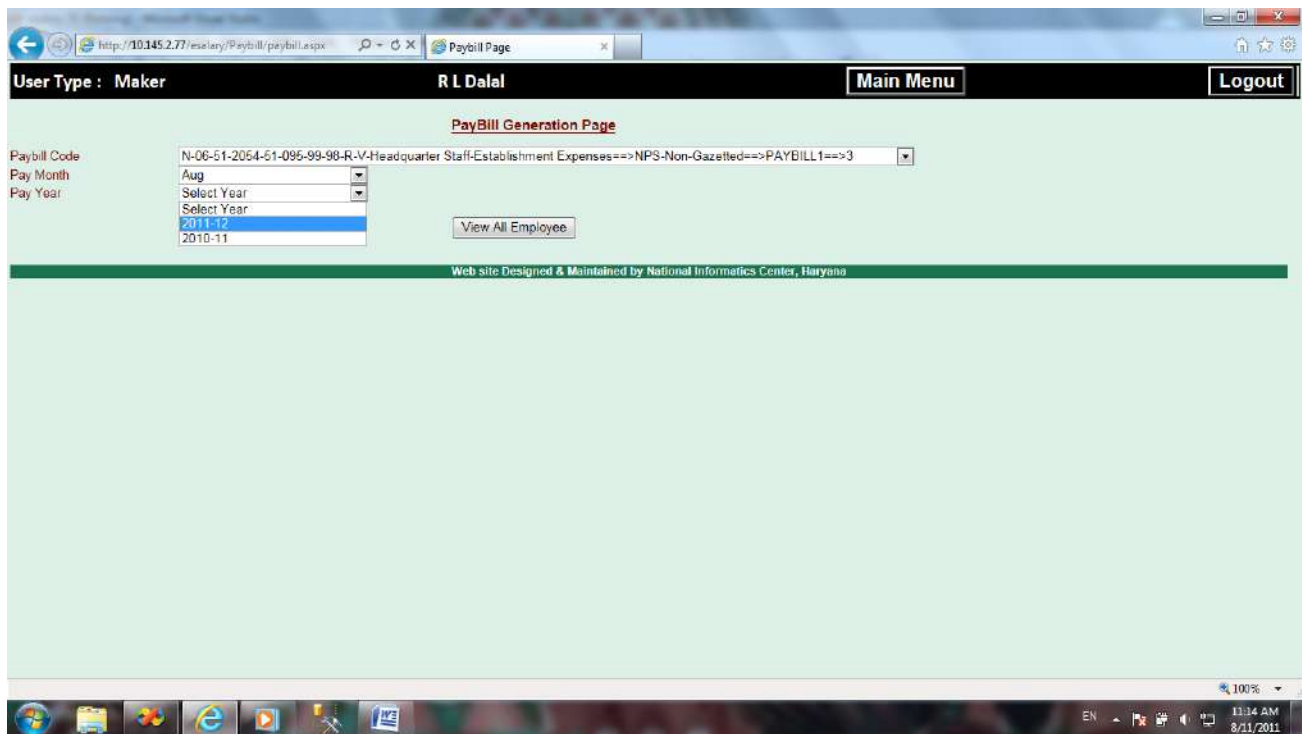 http://10.145.2.77/esalary/Paybill/paybill.aspx
Paybill Page
User Type : Maker
R L Dalal
Main Menu
Logout
PayBill Generation Page
Paybill Code
N-06-51-2054-51-095-99-98-R-V-Headquarter Staff-Establishment Expenses==>NPS-Non-Gazetted==>PAYBILL1==>3
Pay Month
Aug
Pay Year
Select Year
Select Year
2011-12
2010-11
View All Employee
Web site Designed & Maintained by National Informatics Center, Haryana
100%
EN
11:14 AM
8/11/2011